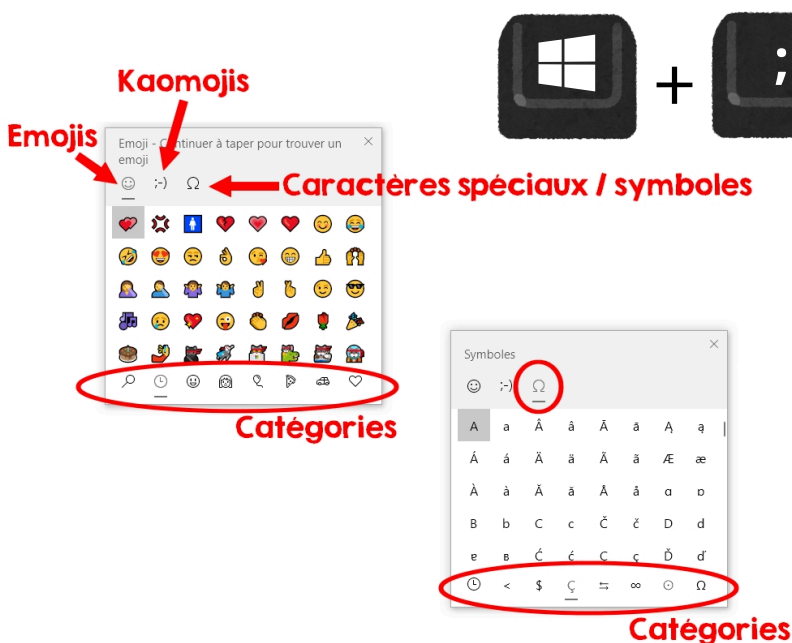 + ;
Kaomojis
Emojis
Emoji - Continuer à taper pour trouver un
emoji
;-) Ω
Caractères spéciaux / symboles
Catégories
Symboles
;-) Ω
A a Â â Ā ā Ą ą
Á á Ä ä Ã ã Æ æ
À à Ă ă Å å ɑ ɒ
B b C c Č č D d
ɐ ʙ Ć ć Ç ç Ď ď
< $ Ç ⇆ ∞ ⊙ Ω
Catégories